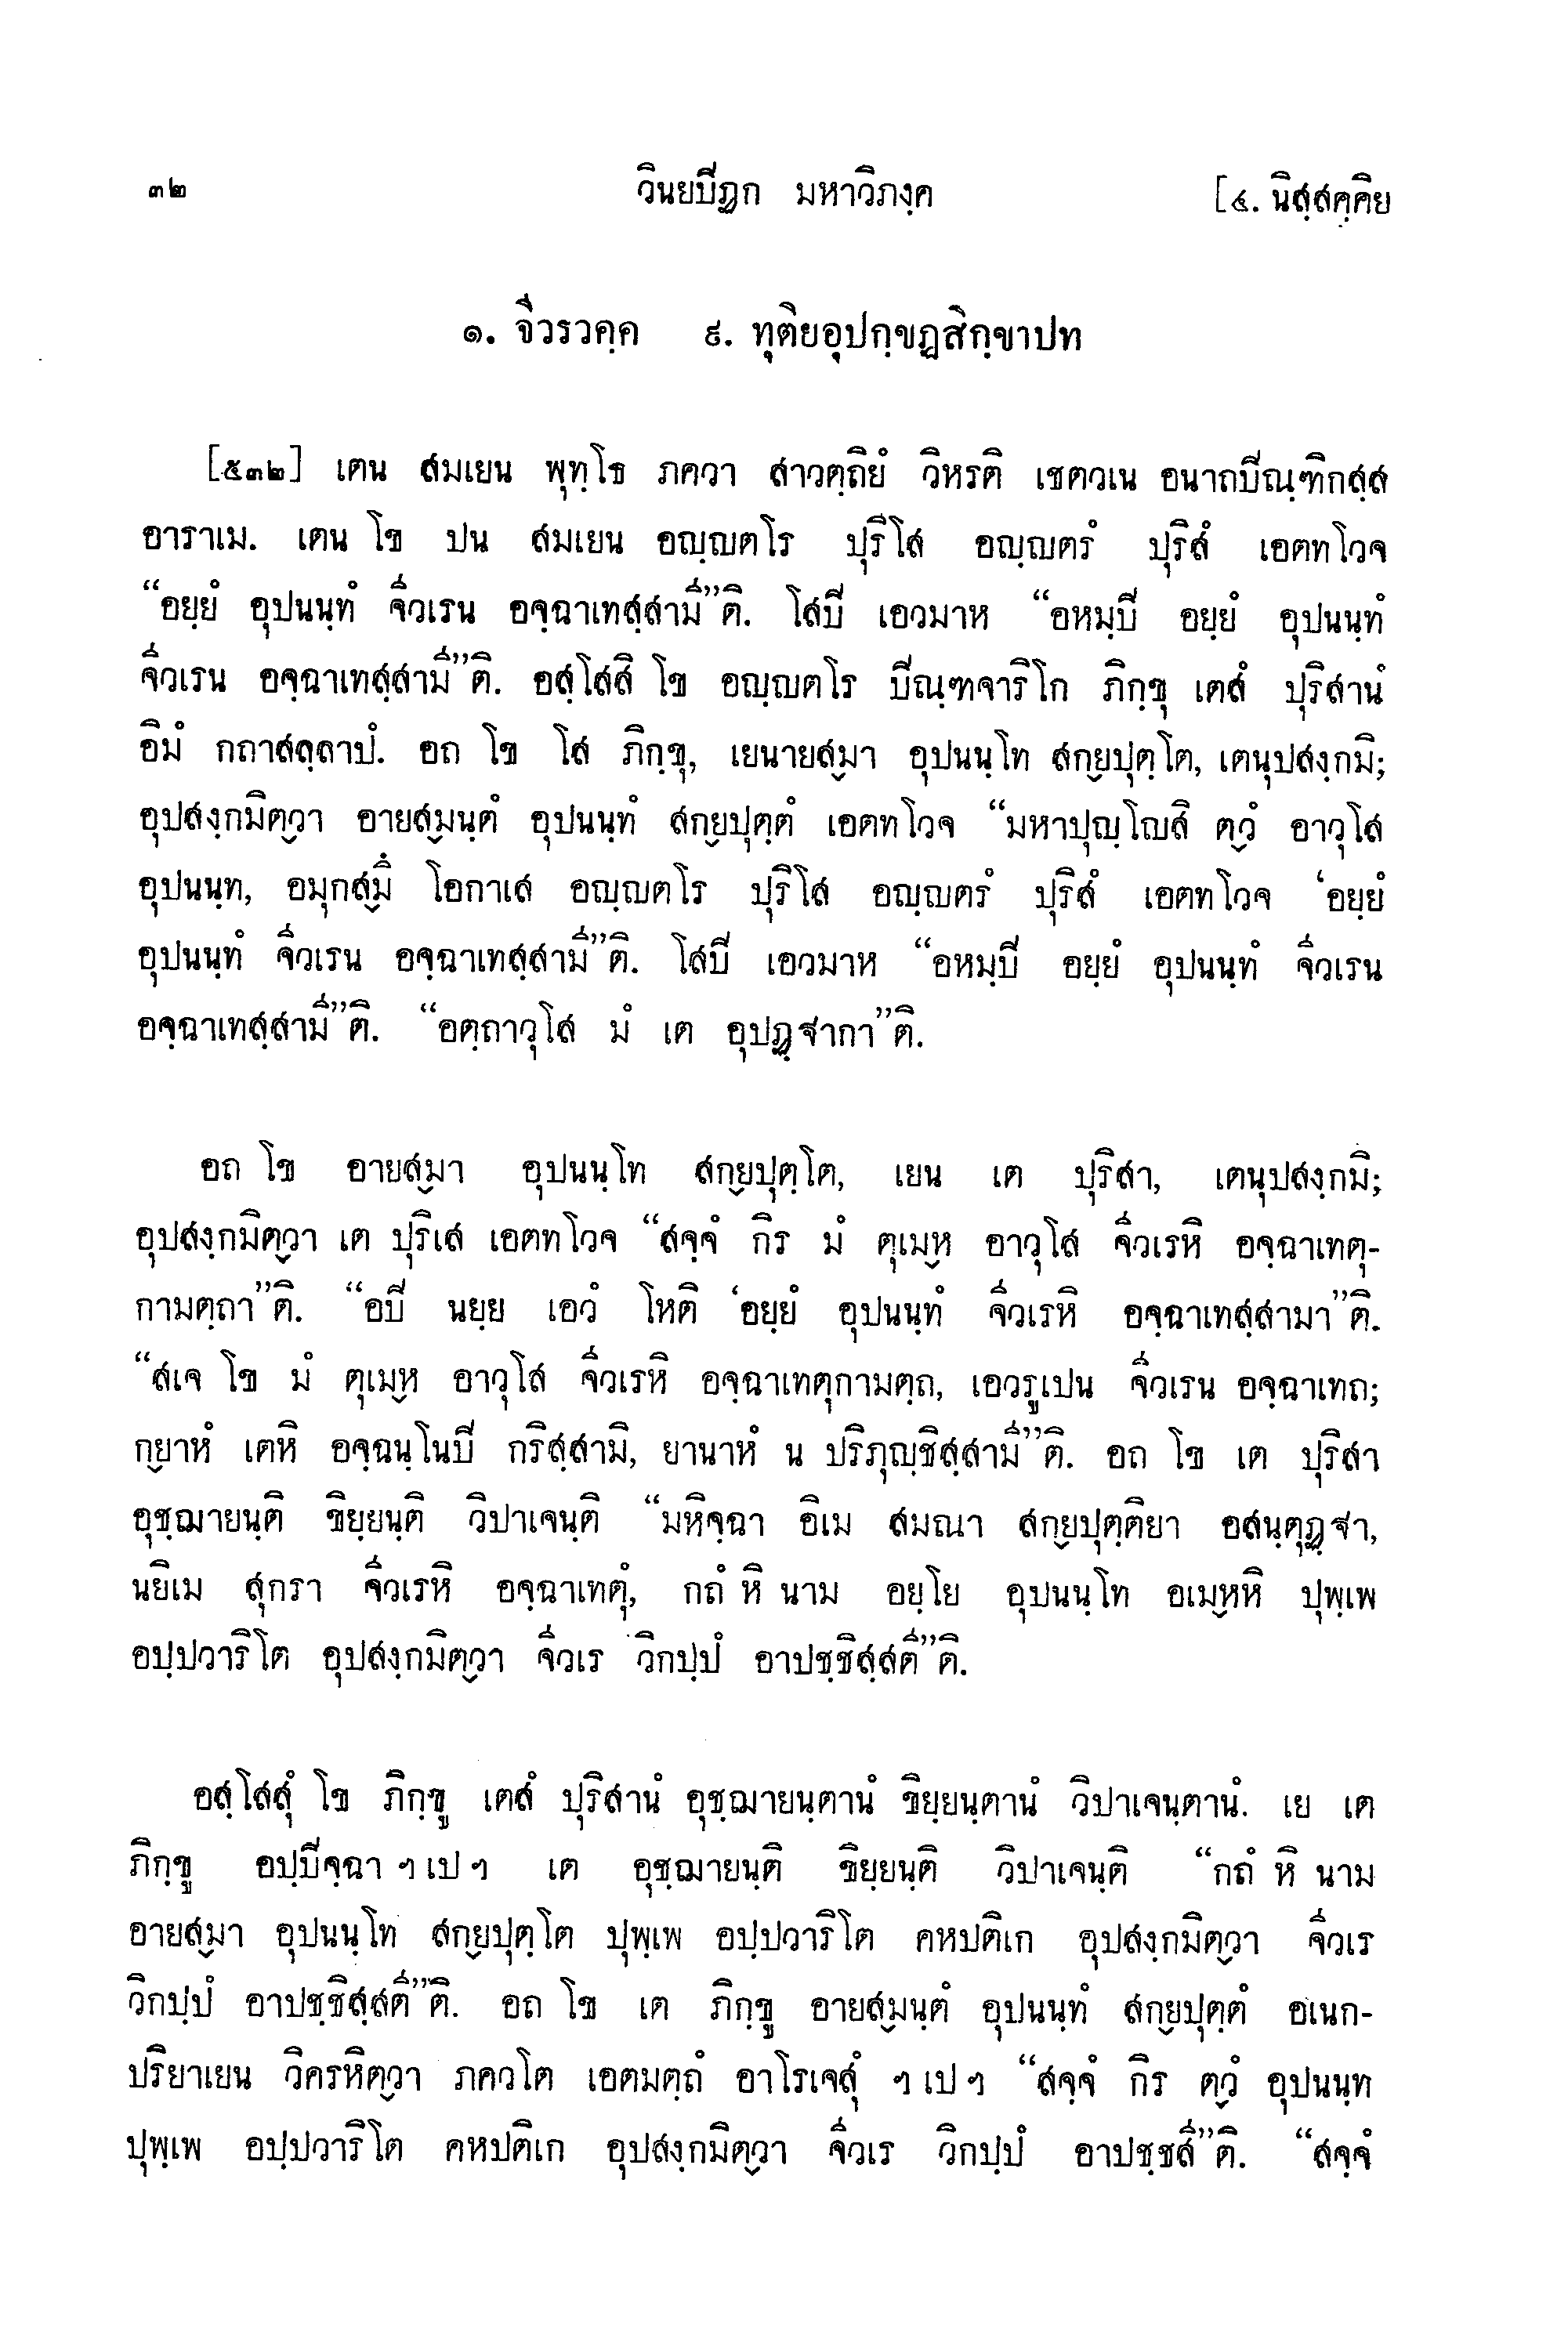 ๓๒ วินยปิฏก มหาวิภงฺค [๔. นิสฺสคฺคิย
๑. จีวรวคฺค ๙. ทุติยอุปกฺขฏสิกฺขาปท
[๕๓๒] เตน สมเยน พุทฺโธ ภควา สาวตฺถิยํ วิหรติ เชตวเน อนาถปิณฺฑิกสฺส
อาราเม. เตน โข ปน สมเยน อญฺญตโร ปุริโส อญฺญตรํ ปุริสํ เอตทโวจ
“อยฺยํ อุปนนฺทํ จีวเรน อจฺฉาเทสฺสามี”ติ. โสปิ เอวมาห “อหมฺปิ อยฺยํ อุปนนฺทํ
จีวเรน อจฺฉาเทสฺสามี”ติ. อสฺโสสิ โข อญฺญตโร ปิณฺฑจาริโก ภิกฺขุ เตสํ ปุริสานํ
อิมํ กถาสลฺลาปํ. อถ โข โส ภิกฺขุ, เยนายสฺมา อุปนนฺโท สกฺยปุตฺโต, เตนุปสงฺกมิ;
อุปสงฺกมิตฺวา อายสฺมนฺตํ อุปนนฺทํ สกฺยปุตฺตํ เอตทโวจ “มหาปุญฺโญสิ ตฺวํ อาวุโส
อุปนนฺท, อมุกสฺมึ โอกาเส อญฺญตโร ปุริโส อญฺญตรํ ปุริสํ เอตทโวจ ‘อยฺยํ
อุปนนฺทํ จีวเรน อจฺฉาเทสฺสามี”ติ. โสปิ เอวมาห “อหมฺปิ อยฺยํ อุปนนฺทํ จีวเรน
อจฺฉาเทสฺสามี”ติ. “อตฺถาวุโส มํ เต อุปฏฺฐากา”ติ.
อถ โข อายสฺมา อุปนนฺโท สกฺยปุตฺโต, เยน เต ปุริสา, เตนุปสงฺกมิ;
อุปสงฺกมิตฺวา เต ปุริเส เอตทโวจ “สจฺจํ กิร มํ ตุเมฺห อาวุโส จีวเรหิ อจฺฉาเทตุ-
กามตฺถา”ติ. “อปิ นยฺย เอวํ โหติ ‘อยฺยํ อุปนนฺทํ จีวเรหิ อจฺฉาเทสฺสามา”ติ.
“สเจ โข มํ ตุเมฺห อาวุโส จีวเรหิ อจฺฉาเทตุกามตฺถ, เอวรูเปน จีวเรน อจฺฉาเทถ;
กฺยาหํ เตหิ อจฺฉนฺโนปิ กริสฺสามิ, ยานาหํ น ปริภุญฺชิสฺสามี”ติ. อถ โข เต ปุริสา
อุชฺฌายนฺติ ขิยฺยนฺติ วิปาเจนฺติ “มหิจฺฉา อิเม สมณา สกฺยปุตฺติยา อสนฺตุฏฺฐา,
นยิเม สุกรา จีวเรหิ อจฺฉาเทตุํ, กถํ หิ นาม อยฺโย อุปนนฺโท อเมฺหหิ ปุพฺเพ
อปฺปวาริโต อุปสงฺกมิตฺวา จีวเร วิกปฺปํ อาปชฺชิสฺสตี”ติ.
อสฺโสสุํ โข ภิกฺขู เตสํ ปุริสานํ อุชฺฌายนฺตานํ ขิยฺยนฺตานํ วิปาเจนฺตานํ. เย เต
ภิกฺขู อปฺปิจฺฉา ฯเปฯ เต อุชฺฌายนฺติ ขิยฺยนฺติ วิปาเจนฺติ “กถํ หิ นาม
อายสฺมา อุปนนฺโท สกฺยปุตฺโต ปุพฺเพ อปฺปวาริโต คหปติเก อุปสงฺกมิตฺวา จีวเร
วิกปฺปํ อาปชฺชิสฺสตี”ติ. อถ โข เต ภิกฺขู อายสฺมนฺตํ อุปนนฺทํ สกฺยปุตฺตํ อเนก-
ปริยาเยน วิครหิตฺวา ภควโต เอตมตฺถํ อาโรเจสุํ ฯเปฯ “สจฺจํ กิร ตฺวํ อุปนนฺท
ปุพฺเพ อปฺปวาริโต คหปติเก อุปสงฺกมิตฺวา จีวเร วิกปฺปํ อาปชฺชสี”ติ. “สจฺจํ